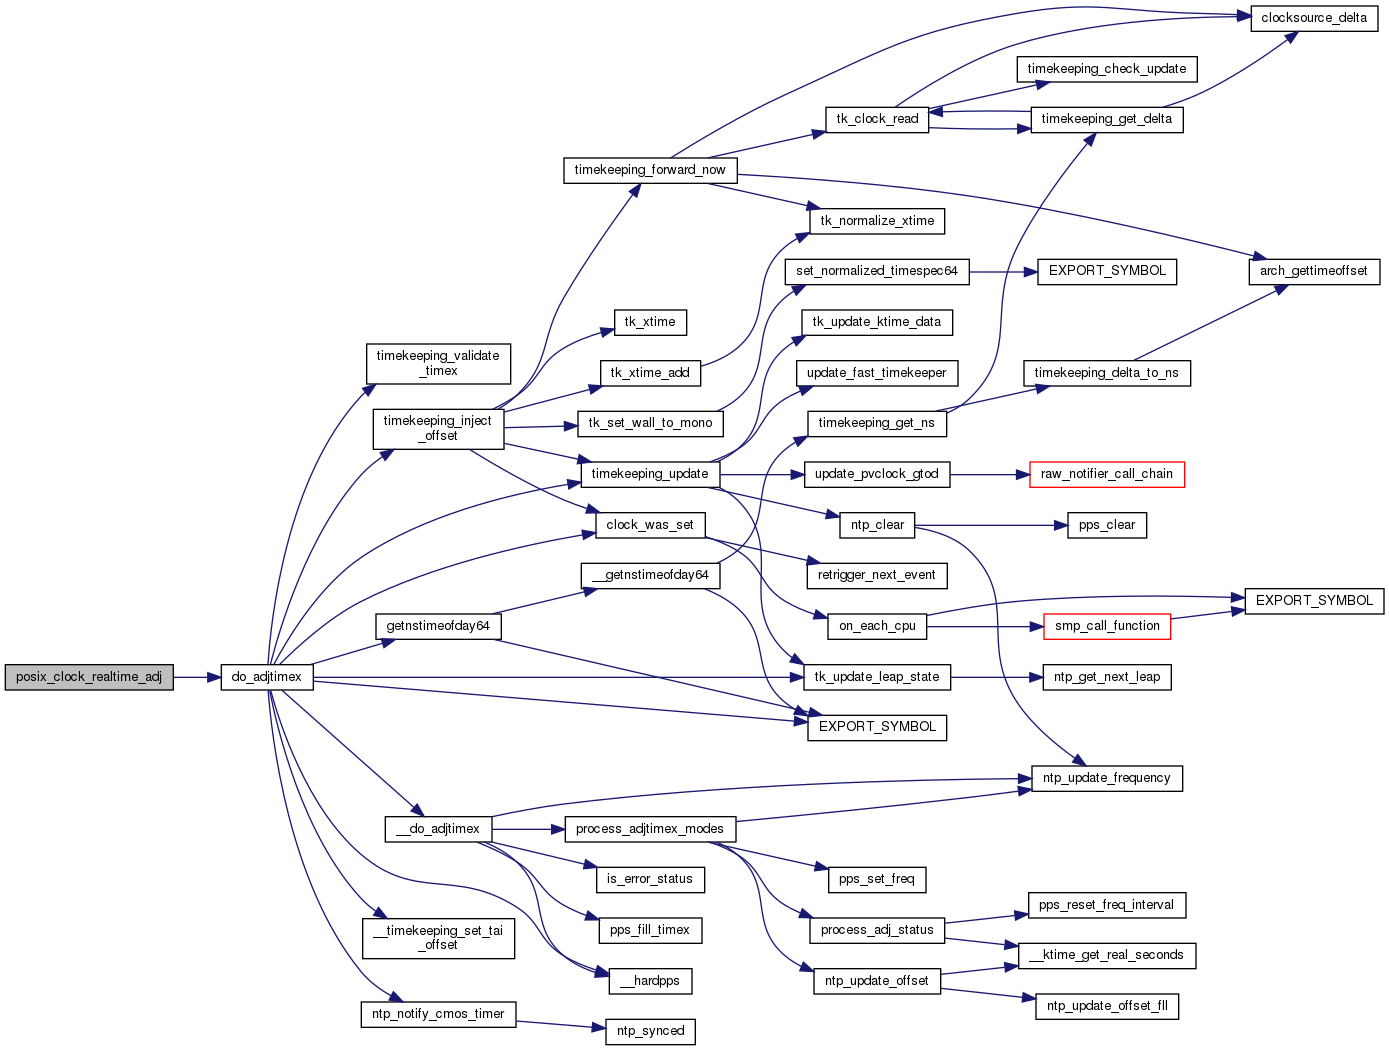 clocksource_delta
timekeeping_check_update
tk_clock_read
timekeeping_get_delta
timekeeping_forward_now
tk_normalize_xtime
set_normalized_timespec64
EXPORT_SYMBOL
arch_gettimeoffset
tk_xtime
tk_update_ktime_data
timekeeping_validate
_timex
tk_xtime_add
update_fast_timekeeper
timekeeping_delta_to_ns
timekeeping_inject
_offset
tk_set_wall_to_mono
timekeeping_get_ns
timekeeping_update
update_pvclock_gtod
raw_notifier_call_chain
clock_was_set
ntp_clear
pps_clear
__getnstimeofday64
retrigger_next_event
EXPORT_SYMBOL
getnstimeofday64
on_each_cpu
smp_call_function
posix_clock_realtime_adj
do_adjtimex
tk_update_leap_state
ntp_get_next_leap
EXPORT_SYMBOL
ntp_update_frequency
__do_adjtimex
process_adjtimex_modes
is_error_status
pps_set_freq
pps_reset_freq_interval
__timekeeping_set_tai
_offset
pps_fill_timex
process_adj_status
__ktime_get_real_seconds
__hardpps
ntp_update_offset
ntp_update_offset_fll
ntp_notify_cmos_timer
ntp_synced